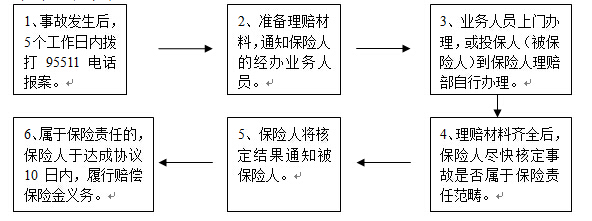 1、事故发生后，
5个工作日内拨
打 95511 电话
报案。
2、准备理赔材
料，通知保险人
的经办业务人
员。
3、业务人员上门办
理，或投保人（被保
险人）到保险人理赔
部自行办理。
4、理赔材料齐全后，
保险人尽快核定事
故是否属于保险责
任范畴。
5、保险人将核
定结果通知被
保险人。
6、属于保险责任的，
保险人于达成协议
10 日内，履行赔偿
保险金义务。